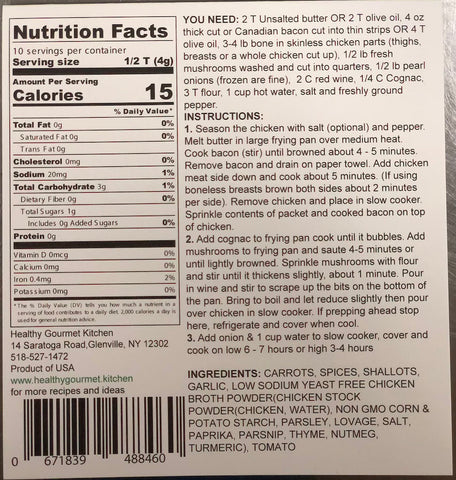 Nutrition Facts
10 servings per container
Serving size 1/2 T (4g)
Amount Per Serving
Calories 15
% Daily Value*
Total Fat 0g 0%
Saturated Fat 0g 0%
Trans Fat 0g
Cholesterol 0mg 0%
Sodium 20mg 1%
Total Carbohydrate 3g 1%
Dietary Fiber 0g 0%
Total Sugars 1g
Includes 0g Added Sugars 0%
Protein 0g
Vitamin D 0mcg 0%
Calcium 0mg 0%
Iron 0.4mg 2%
Potassium 0mg 0%
*The % Daily Value (DV) tells you how much a nutrient in a
serving of food contributes to a daily diet. 2,000 calories a day is
used for general nutrition advice.
Healthy Gourmet Kitchen
14 Saratoga Road,Glenville, NY 12302
518-527-1472
Product of USA
www.healthygourmet.kitchen
for more recipes and ideas
0 671839 488460
YOU NEED: 2 T Unsalted butter OR 2 T olive oil, 4 oz
thick cut or Canadian bacon cut into thin strips OR 4 T
olive oil, 3-4 lb bone in skinless chicken parts (thighs,
breasts or a whole chicken cut up), 1/2 lb fresh
mushrooms washed and cut into quarters, 1/2 lb pearl
onions (frozen are fine), 2 C red wine, 1/4 C Cognac,
3 T flour, 1 cup hot water, salt and freshly ground
pepper.
INSTRUCTIONS:
1. Season the chicken with salt (optional) and pepper.
Melt butter in large frying pan over medium heat.
Cook bacon (stir) until browned about 4 - 5 minutes.
Remove bacon and drain on paper towel. Add chicken
meat side down and cook about 5 minutes. (If using
boneless breasts brown both sides about 2 minutes
per side). Remove chicken and place in slow cooker.
Sprinkle contents of packet and cooked bacon on top
of chicken.
2. Add cognac to frying pan cook until it bubbles. Add
mushrooms to frying pan and saute 4-5 minutes or
until lightly browned. Sprinkle mushrooms with flour
and stir until it thickens slightly, about 1 minute. Pour
in wine and stir to scrape up the bits on the bottom of
the pan. Bring to boil and let reduce slightly then pour
over chicken in slow cooker. If prepping ahead stop
here, refrigerate and cover when cool.
3. Add onion & 1 cup water to slow cooker, cover and
cook on low 6 - 7 hours or high 3-4 hours
INGREDIENTS: CARROTS, SPICES, SHALLOTS,
GARLIC, LOW SODIUM YEAST FREE CHICKEN
BROTH POWDER(CHICKEN STOCK
POWDER(CHICKEN, WATER), NON GMO CORN &
POTATO STARCH, PARSLEY, LOVAGE, SALT,
PAPRIKA, PARSNIP, THYME, NUTMEG,
TURMERIC), TOMATO